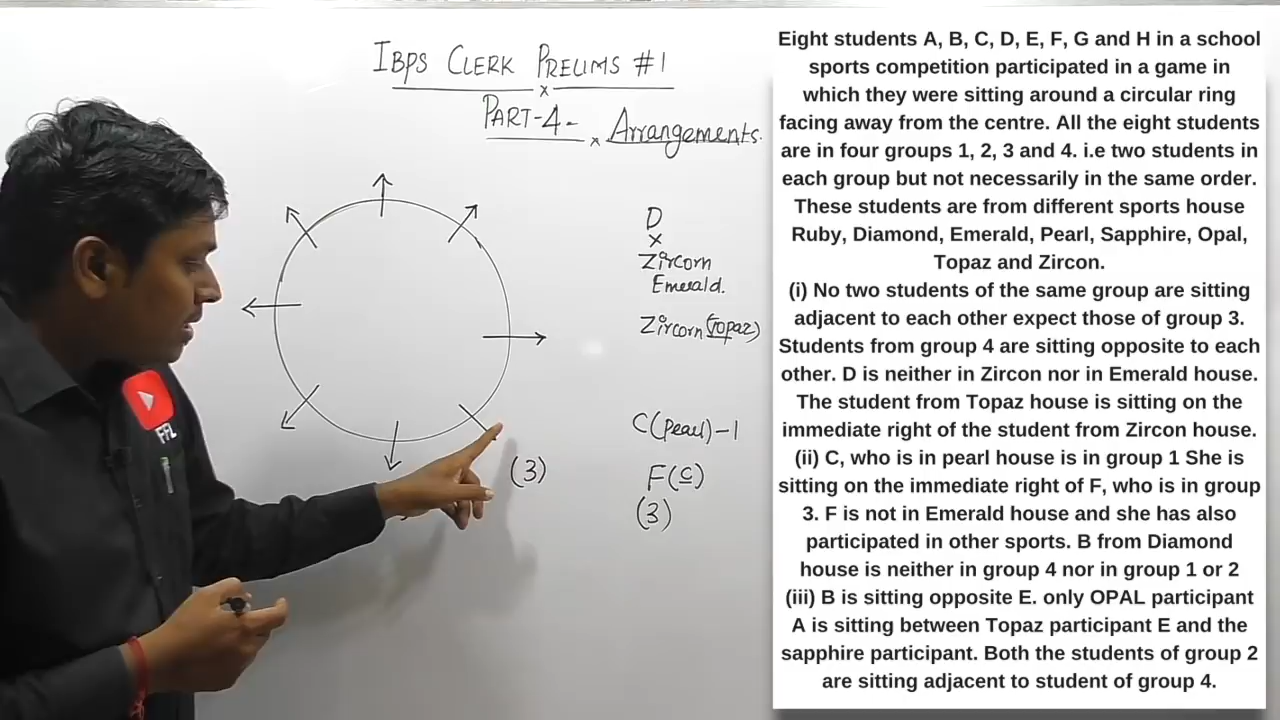 IBPS CLERK PRELIMS #1
x
PART-4-
x Arrangements.
D
x
Zircorn
Emerald.
Zircorn (Topaz)
C(pearl)-1
F(C)
(3)
(3)
FFL
Eight students A, B, C, D, E, F, G and H in a school
sports competition participated in a game in
which they were sitting around a circular ring
facing away from the centre. All the eight students
are in four groups 1, 2, 3 and 4. i.e two students in
each group but not necessarily in the same order.
These students are from different sports house
Ruby, Diamond, Emerald, Pearl, Sapphire, Opal,
Topaz and Zircon.
(i) No two students of the same group are sitting
adjacent to each other expect those of group 3.
Students from group 4 are sitting opposite to each
other. D is neither in Zircon nor in Emerald house.
The student from Topaz house is sitting on the
immediate right of the student from Zircon house.
(ii) C, who is in pearl house is in group 1 She is
sitting on the immediate right of F, who is in group
3. F is not in Emerald house and she has also
participated in other sports. B from Diamond
house is neither in group 4 nor in group 1 or 2
(iii) B is sitting opposite E. only OPAL participant
A is sitting between Topaz participant E and the
sapphire participant. Both the students of group 2
are sitting adjacent to student of group 4.